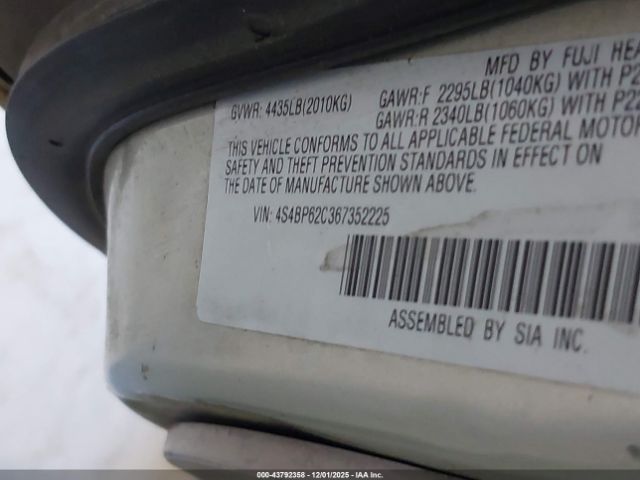 MFD BY FUJI HEA
GVWR: 4435LB(2010KG) GAWR:F 2295LB(1040KG) WITH P2
GAWR:R 2340LB(1060KG) WITH P2
THIS VEHICLE CONFORMS TO ALL APPLICABLE FEDERAL MOTOR
SAFETY AND THEFT PREVENTION STANDARDS IN EFFECT ON
THE DATE OF MANUFACTURE SHOWN ABOVE.
VIN: 4S4BP62C367352225
ASSEMBLED BY SIA INC.
000-43792358 - 12/01/2025 - IAA Inc.